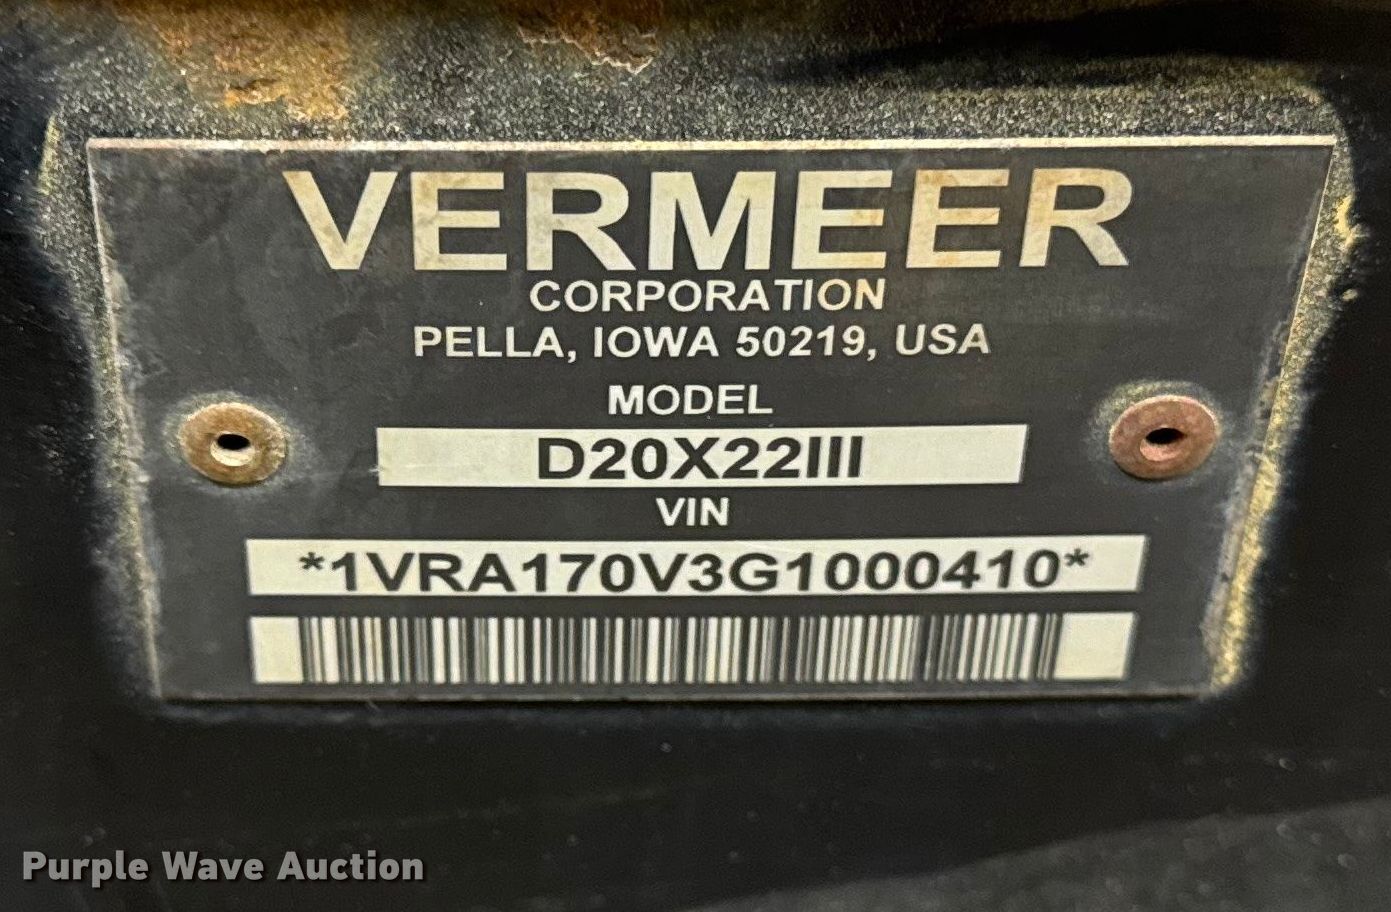 VERMEER
CORPORATION
PELLA, IOWA 50219, USA
MODEL
D20X22III
VIN
*1VRA170V3G1000410*
Purple Wave Auction